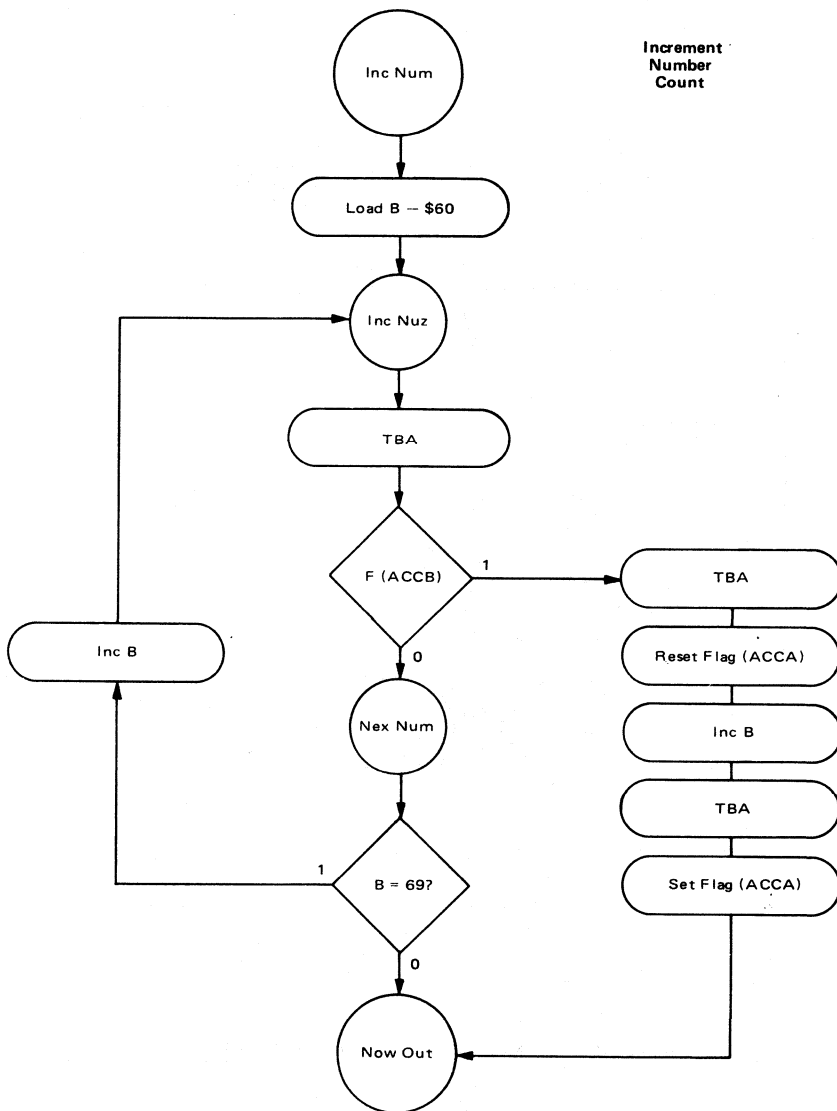 Increment
Number
Count
Inc Num
Load B – $60
Inc Nuz
TBA
F (ACCB)
1
0
TBA
Reset Flag (ACCA)
Inc B
TBA
Set Flag (ACCA)
Inc B
Nex Num
B = 69?
1
0
Now Out